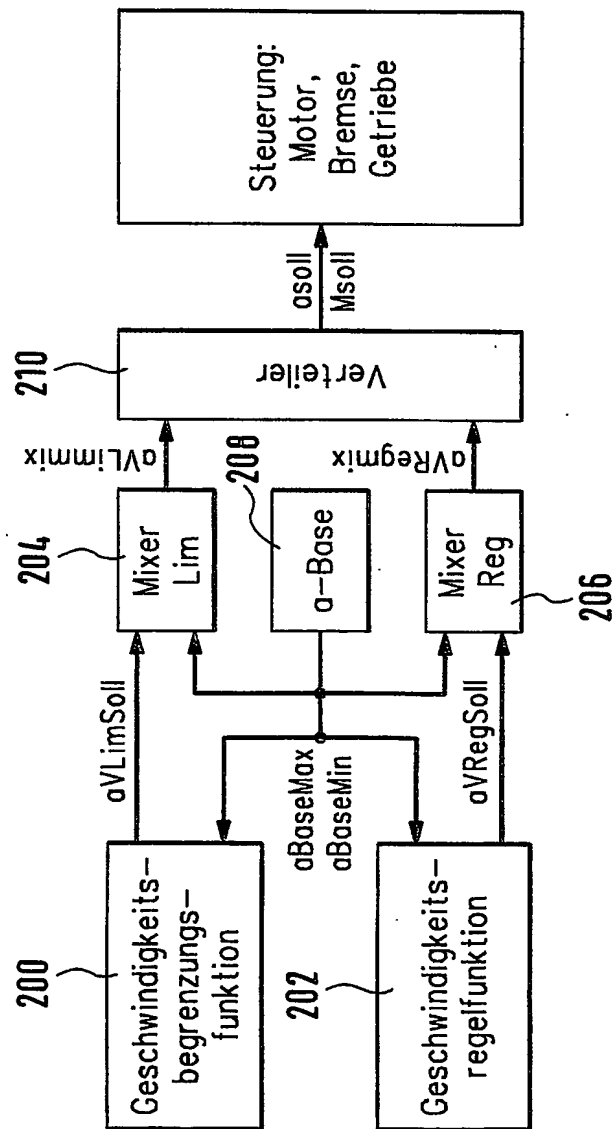 200
Geschwindigkeits-
begrenzungs-
funktion
202
Geschwindigkeits-
regelfunktion
aVLimSoll
aBaseMax
aBaseMin
aVRegSoll
204
Mixer
Lim
208
a-Base
Mixer
Reg
206
aVLimmix
aVRegmix
210
Verteiler
asoll
Msoll
Steuerung:
Motor,
Bremse,
Getriebe